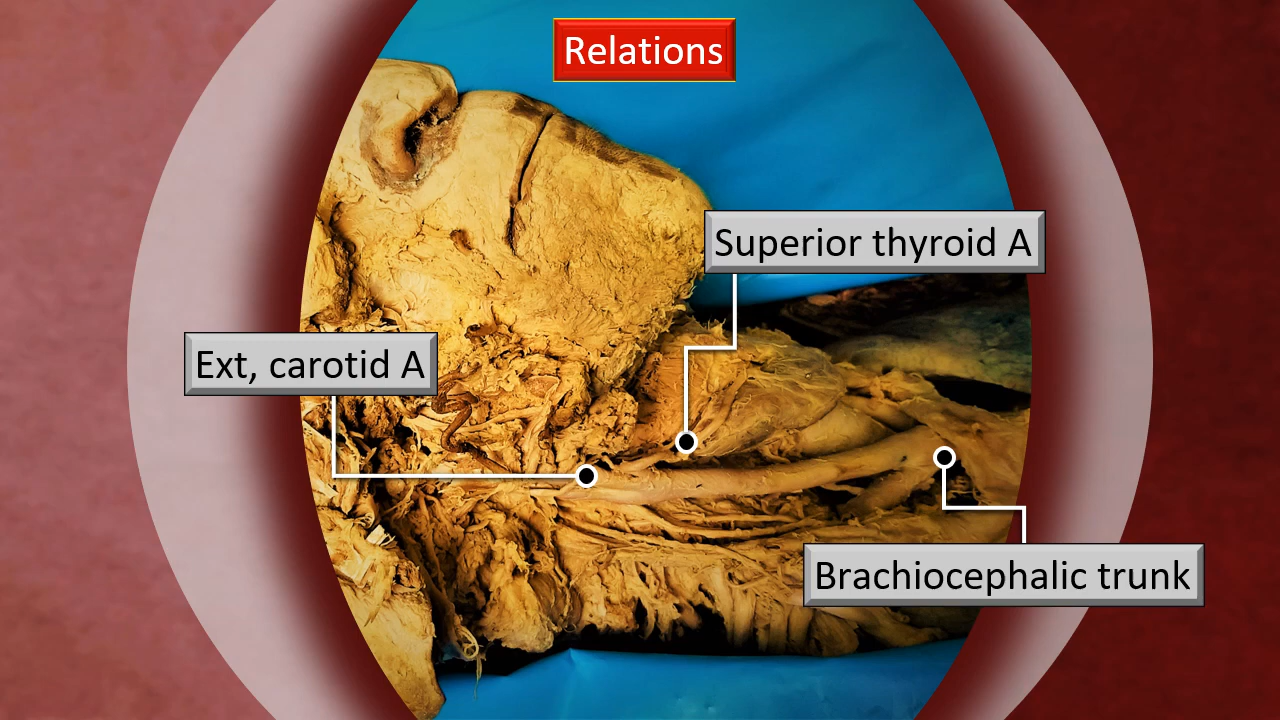 Relations
Superior thyroid A
Ext, carotid A
Brachiocephalic trunk